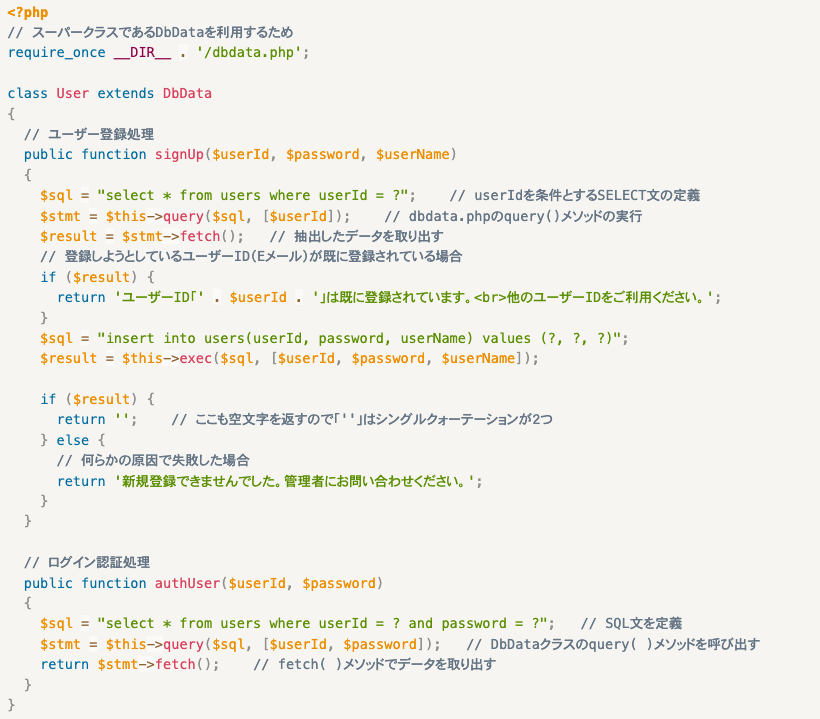 <?php
// スーパークラスであるDbDataを利用するため
require_once __DIR__ . '/dbdata.php';

class User extends DbData
{
  // ユーザー登録処理
  public function signUp($userId, $password, $userName)
  {
    $sql = "select * from users where userId = ?";    // userIdを条件とするSELECT文の定義
    $stmt = $this->query($sql, [$userId]);    // dbdata.phpのquery()メソッドの実行
    $result = $stmt->fetch();   // 抽出したデータを取り出す
    // 登録しようとしているユーザーID(Eメール)が既に登録されている場合
    if ($result) {
      return 'ユーザーID「' . $userId . '」は既に登録されています。<br>他のユーザーIDをご利用ください。';
    }
    $sql = "insert into users(userId, password, userName) values (?, ?, ?)";
    $result = $this->exec($sql, [$userId, $password, $userName]);

    if ($result) {
      return '';    // ここも空文字を返すので「''」はシングルクォーテーションが2つ
    } else {
      // 何らかの原因で失敗した場合
      return '新規登録できませんでした。管理者にお問い合わせください。';
    }
  }

  // ログイン認証処理
  public function authUser($userId, $password)
  {
    $sql = "select * from users where userId = ? and password = ?";   // SQL文を定義
    $stmt = $this->query($sql, [$userId, $password]);   // DbDataクラスのquery( )メソッドを呼び出す
    return $stmt->fetch();    // fetch( )メソッドでデータを取り出す
  }
}